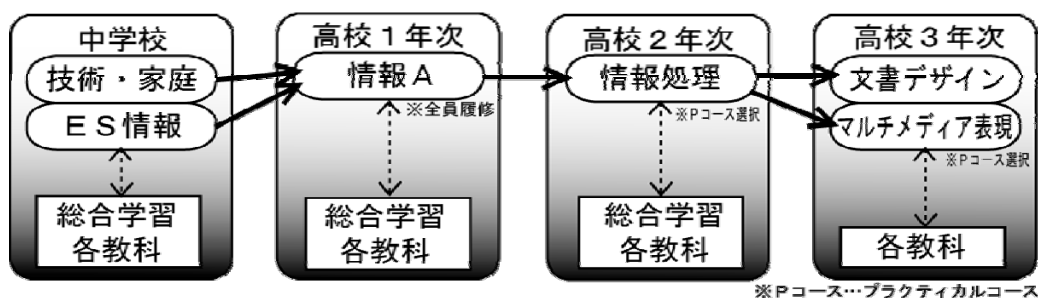 中学校
技術・家庭
ＥＳ情報
総合学習
各教科
高校１年次
情報Ａ
※全員履修
総合学習
各教科
高校２年次
情報処理
※Ｐコース選択
総合学習
各教科
高校３年次
文書デザイン
マルチメディア表現
※Ｐコース選択
各教科
※Ｐコース…プラクティカルコース